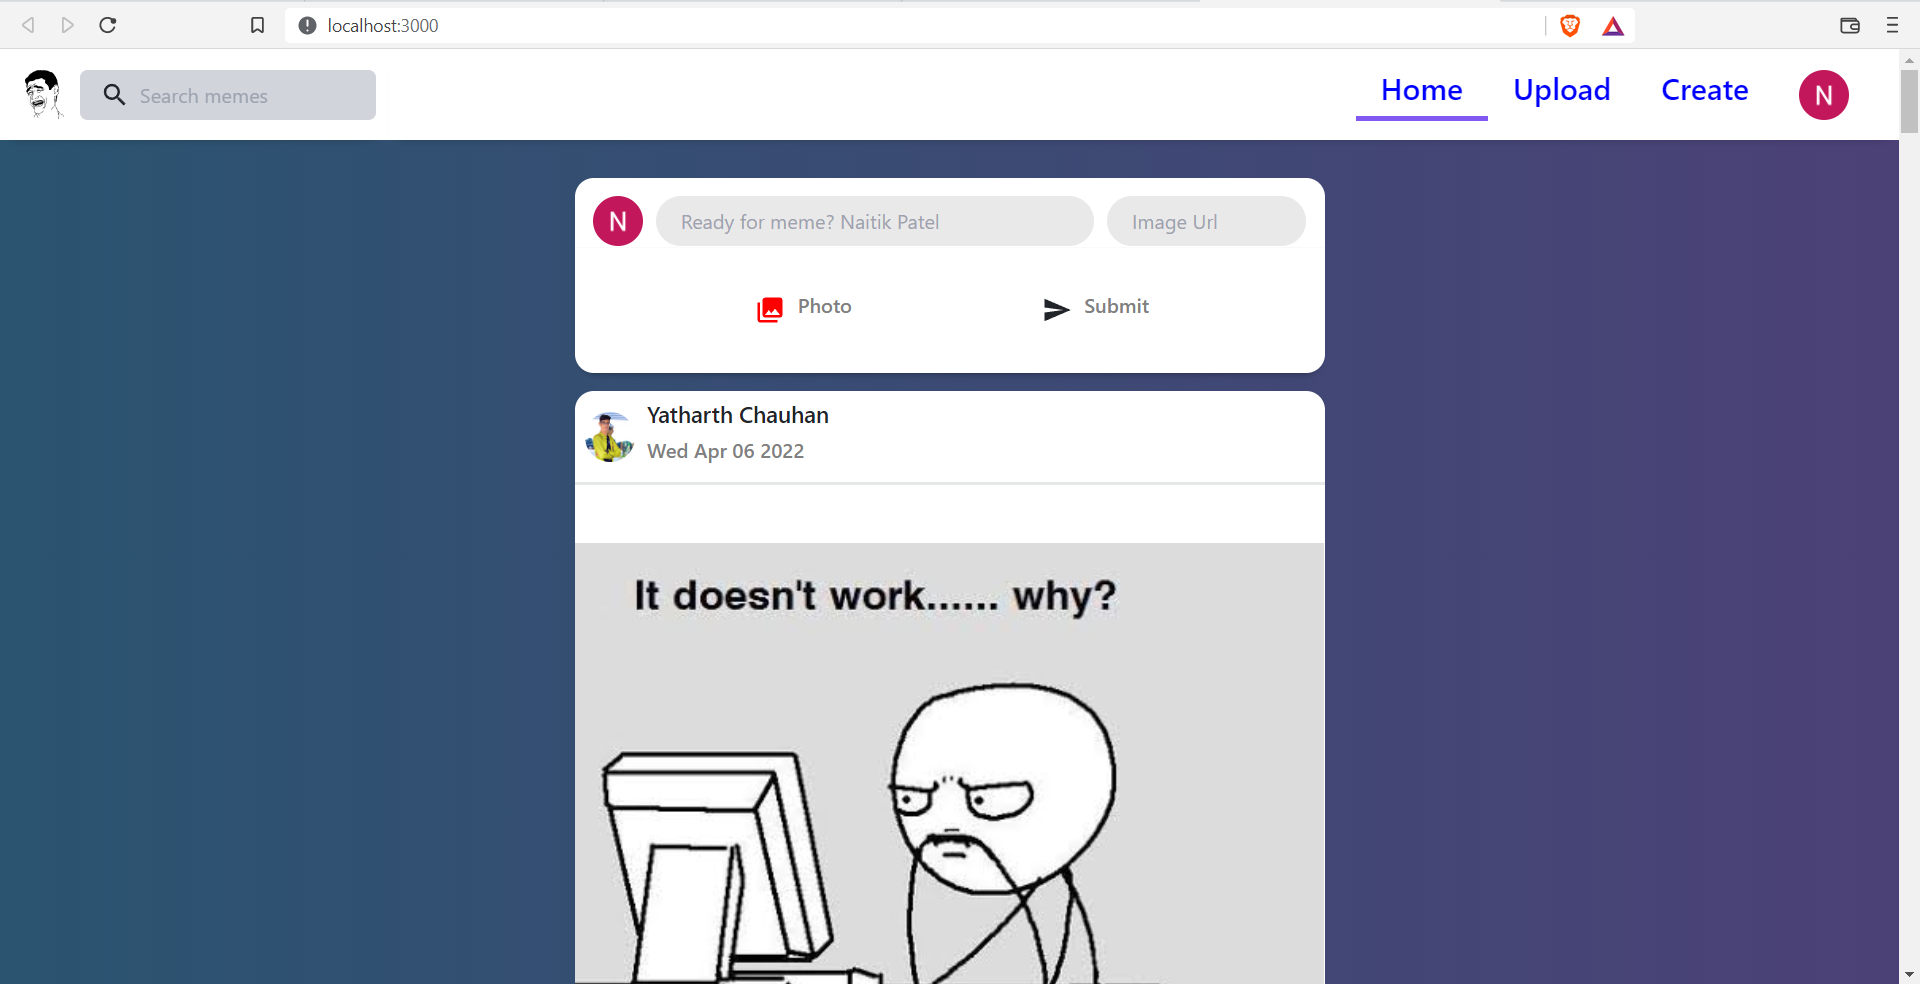 localhost:3000
Search memes
Home Upload Create N
N Ready for meme? Naitik Patel Image Url
Photo Submit
Yatharth Chauhan
Wed Apr 06 2022
It doesn't work...... why?